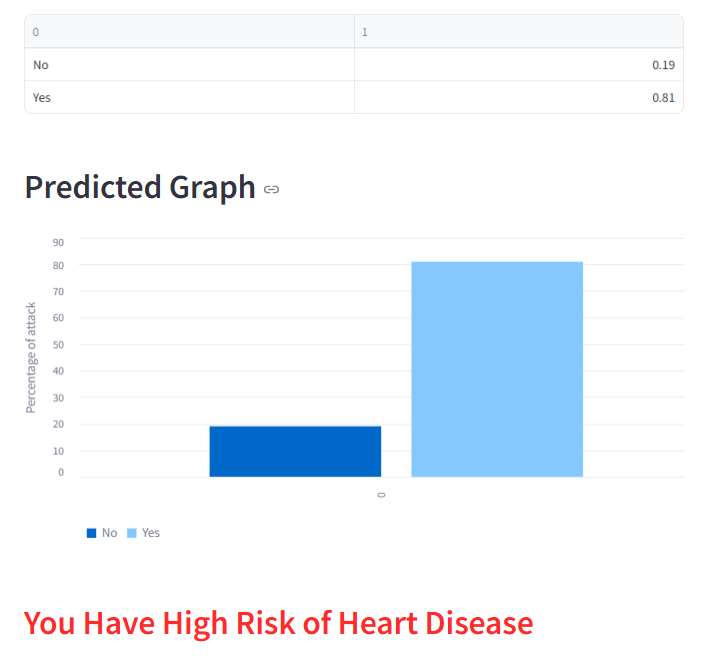 0 1
No 0.19
Yes 0.81
Predicted Graph
90
80
70
60
50
40
30
20
10
0
Percentage of attack
0
No Yes
You Have High Risk of Heart Disease